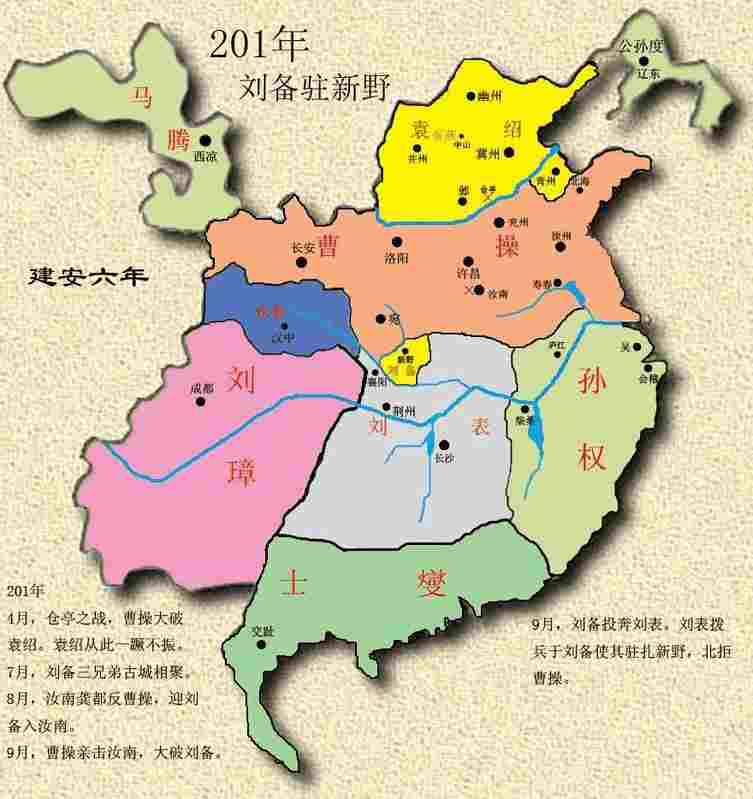 201年
刘备驻新野
建安六年
公孙度
辽东
马
腾
西凉
幽州
袁 绍
中山
井州
冀州
邺
仓亭
青州
北海
兖州
曹 操
长安
洛阳
徐州
许昌
汝南
寿春
宛
汉中
新野
刘备
襄阳
庐江
吴
会稽
刘
璋
成都
荆州
刘 表
长沙
柴桑
孙
权
士 燮
交趾
201年
4月，仓亭之战，曹操大破
袁绍。袁绍从此一蹶不振。
7月，刘备三兄弟古城相聚。
8月，汝南龚都反曹操，迎刘
备入汝南。
9月，曹操亲击汝南，大破刘备。
9月，刘备投奔刘表。刘表拨
兵于刘备使其驻扎新野，北拒
曹操。